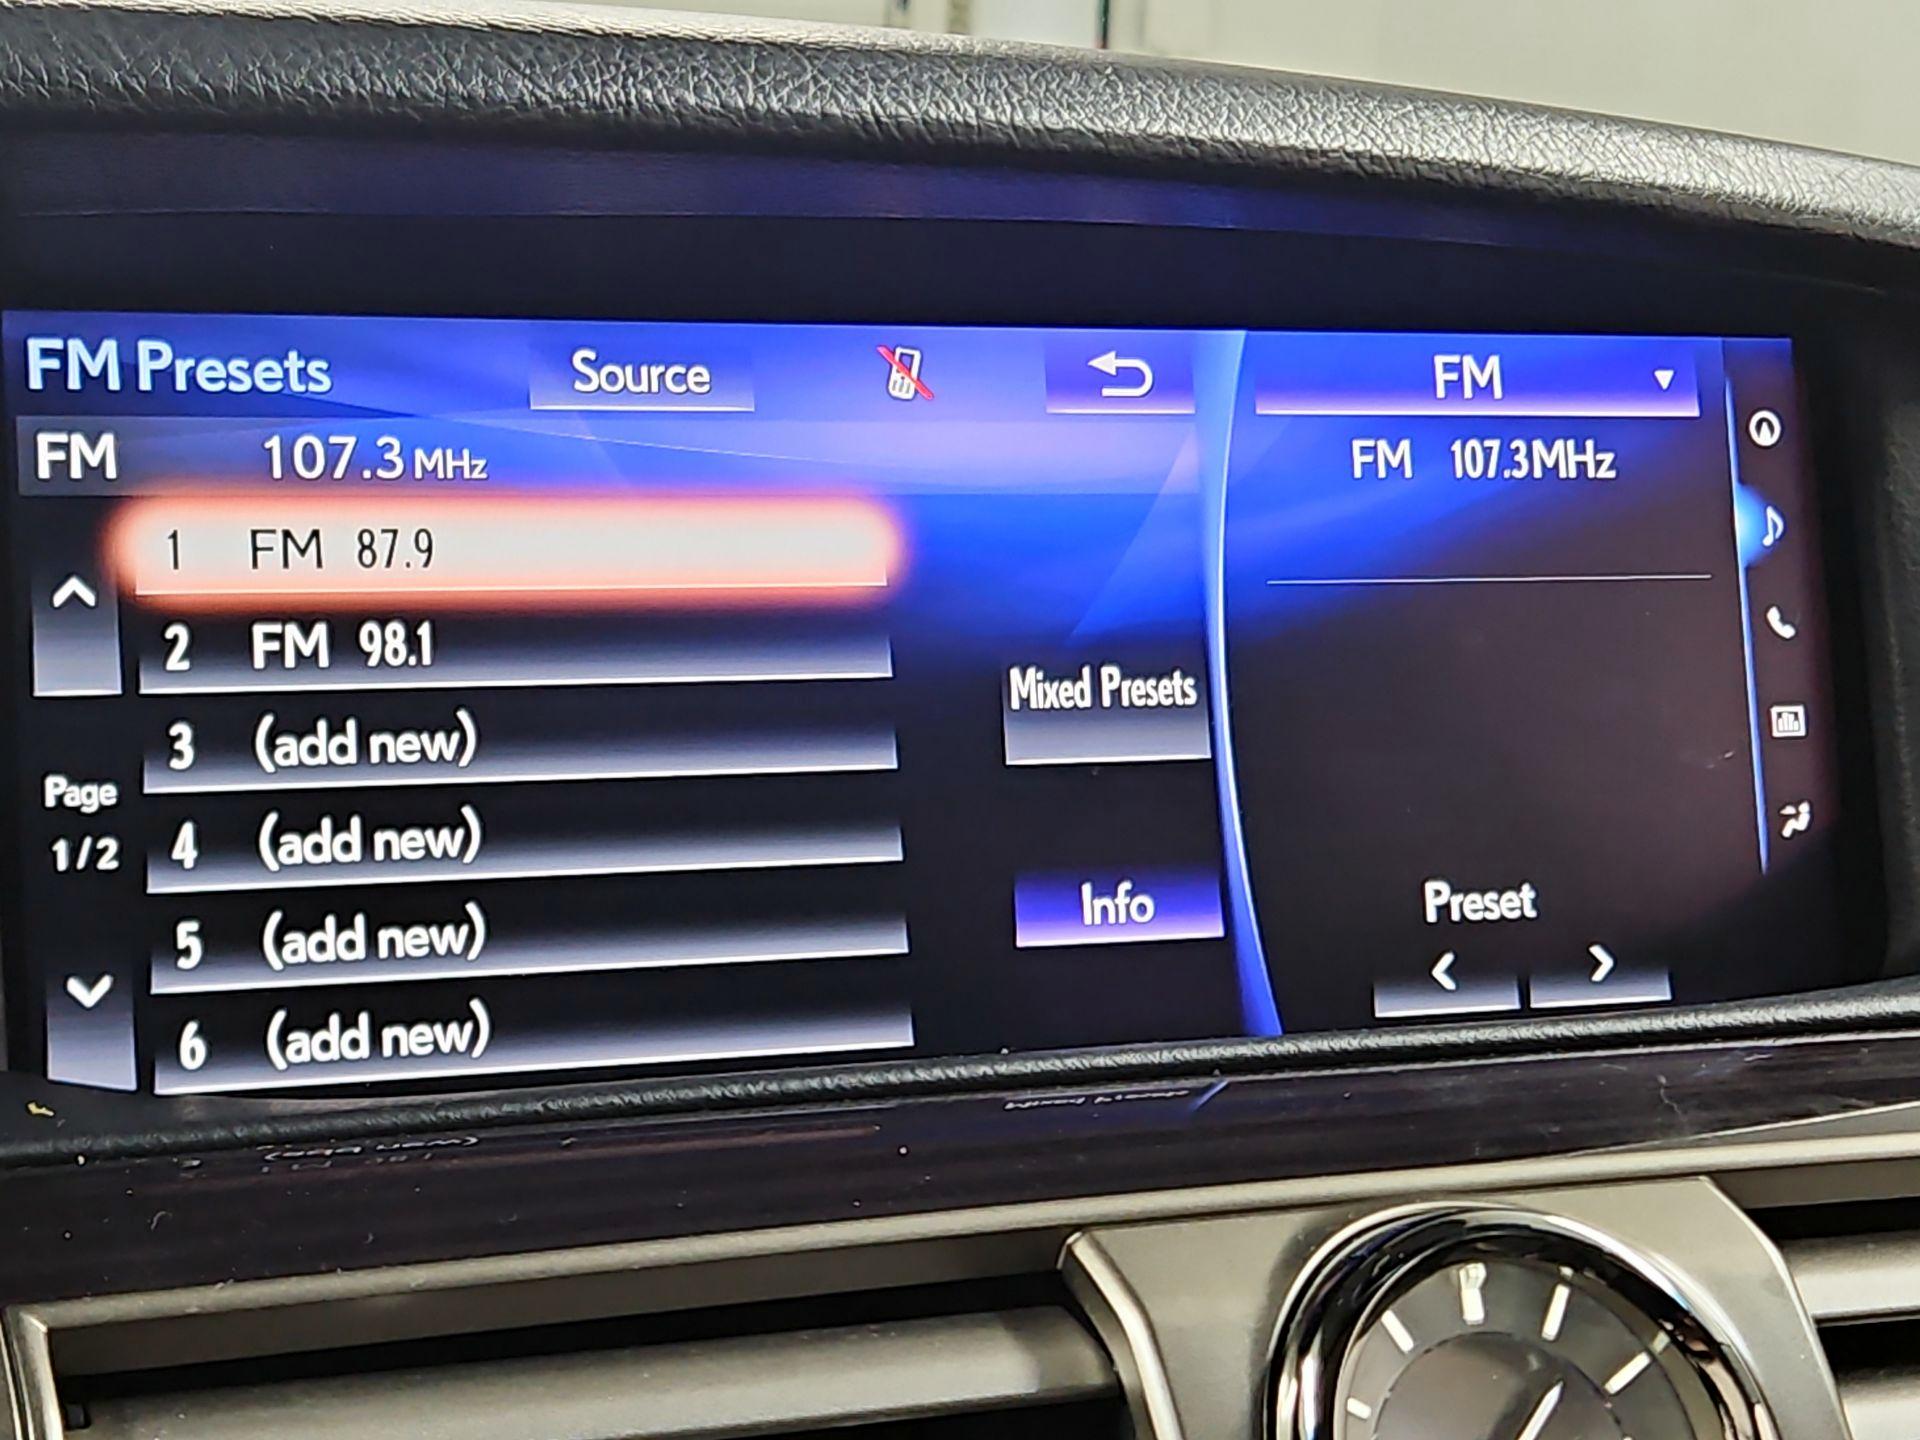 FM Presets
Source
FM 107.3 MHz
1 FM 87.9
2 FM 98.1
3 (add new)
4 (add new)
5 (add new)
6 (add new)
Page
1/2
Mixed Presets
Info
FM
FM 107.3MHz
Preset